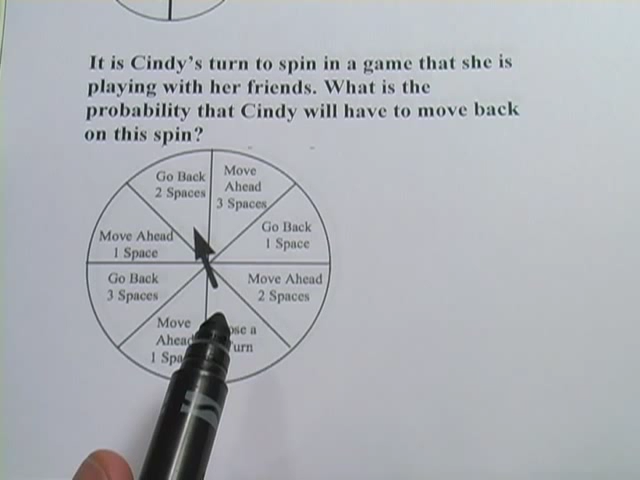 It is Cindy's turn to spin in a game that she is
playing with her friends. What is the
probability that Cindy will have to move back
on this spin?
Go Back
2 Spaces
Move
Ahead
3 Spaces
Move Ahead
1 Space
Go Back
1 Space
Go Back
3 Spaces
Move Ahead
2 Spaces
Move
Ahead
1
a